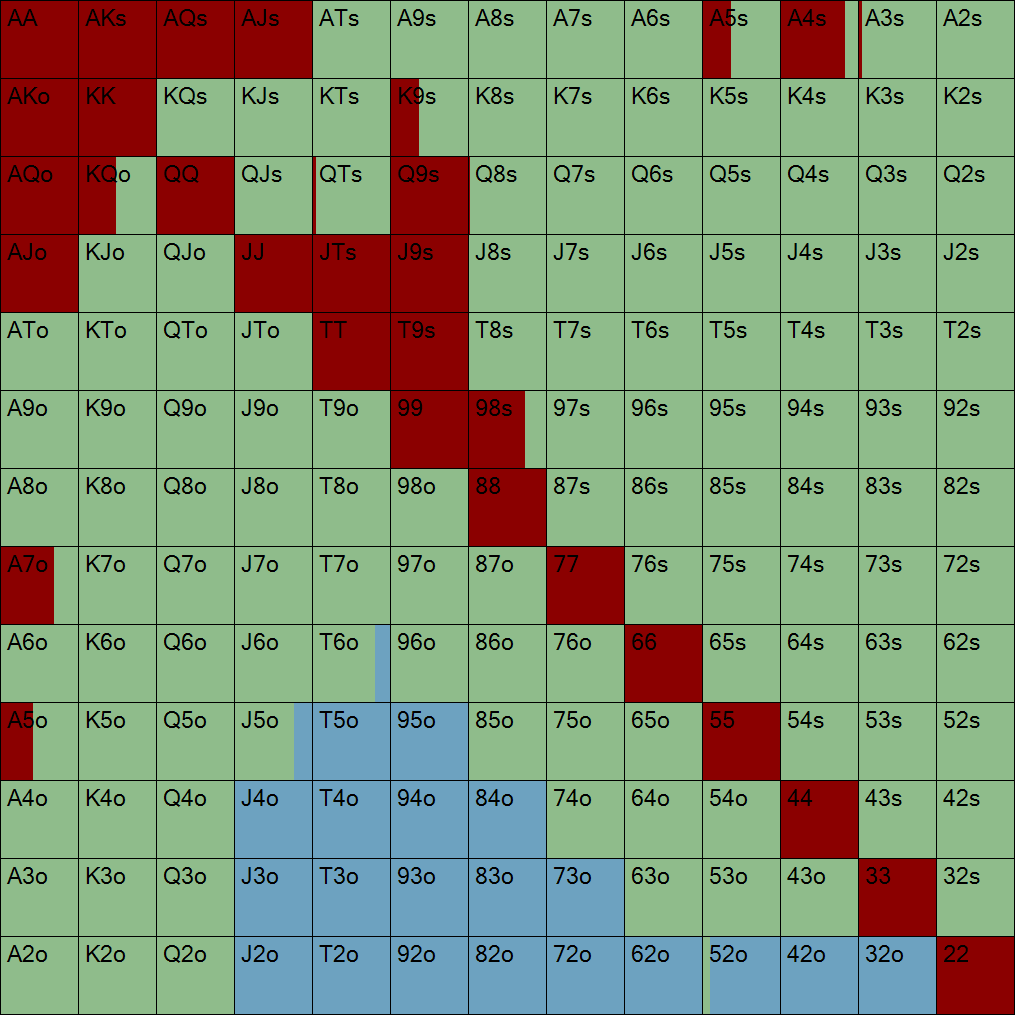 AA AKs AQs AJs ATs A9s A8s A7s A6s A5s A4s A3s A2s
AKo KK KQs KJs KTs K9s K8s K7s K6s K5s K4s K3s K2s
AQo KQo QQ QJs QTs Q9s Q8s Q7s Q6s Q5s Q4s Q3s Q2s
AJo KJo QJo JJ JTs J9s J8s J7s J6s J5s J4s J3s J2s
ATo KTo QTo JTo TT T9s T8s T7s T6s T5s T4s T3s T2s
A9o K9o Q9o J9o T9o 99 98s 97s 96s 95s 94s 93s 92s
A8o K8o Q8o J8o T8o 98o 88 87s 86s 85s 84s 83s 82s
A7o K7o Q7o J7o T7o 97o 87o 77 76s 75s 74s 73s 72s
A6o K6o Q6o J6o T6o 96o 86o 76o 66 65s 64s 63s 62s
A5o K5o Q5o J5o T5o 95o 85o 75o 65o 55 54s 53s 52s
A4o K4o Q4o J4o T4o 94o 84o 74o 64o 54o 44 43s 42s
A3o K3o Q3o J3o T3o 93o 83o 73o 63o 53o 43o 33 32s
A2o K2o Q2o J2o T2o 92o 82o 72o 62o 52o 42o 32o 22